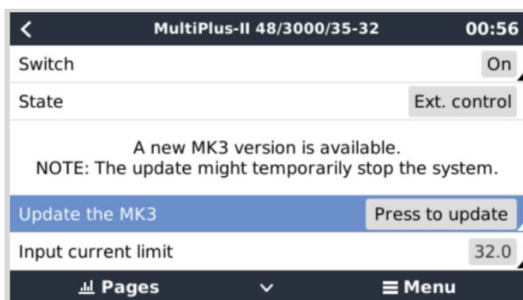 MultiPlus-II 48/3000/35-32 00:56
Switch On
State Ext. control
A new MK3 version is available.
NOTE: The update might temporarily stop the system.
Update the MK3 Press to update
Input current limit 32.0
Pages Menu